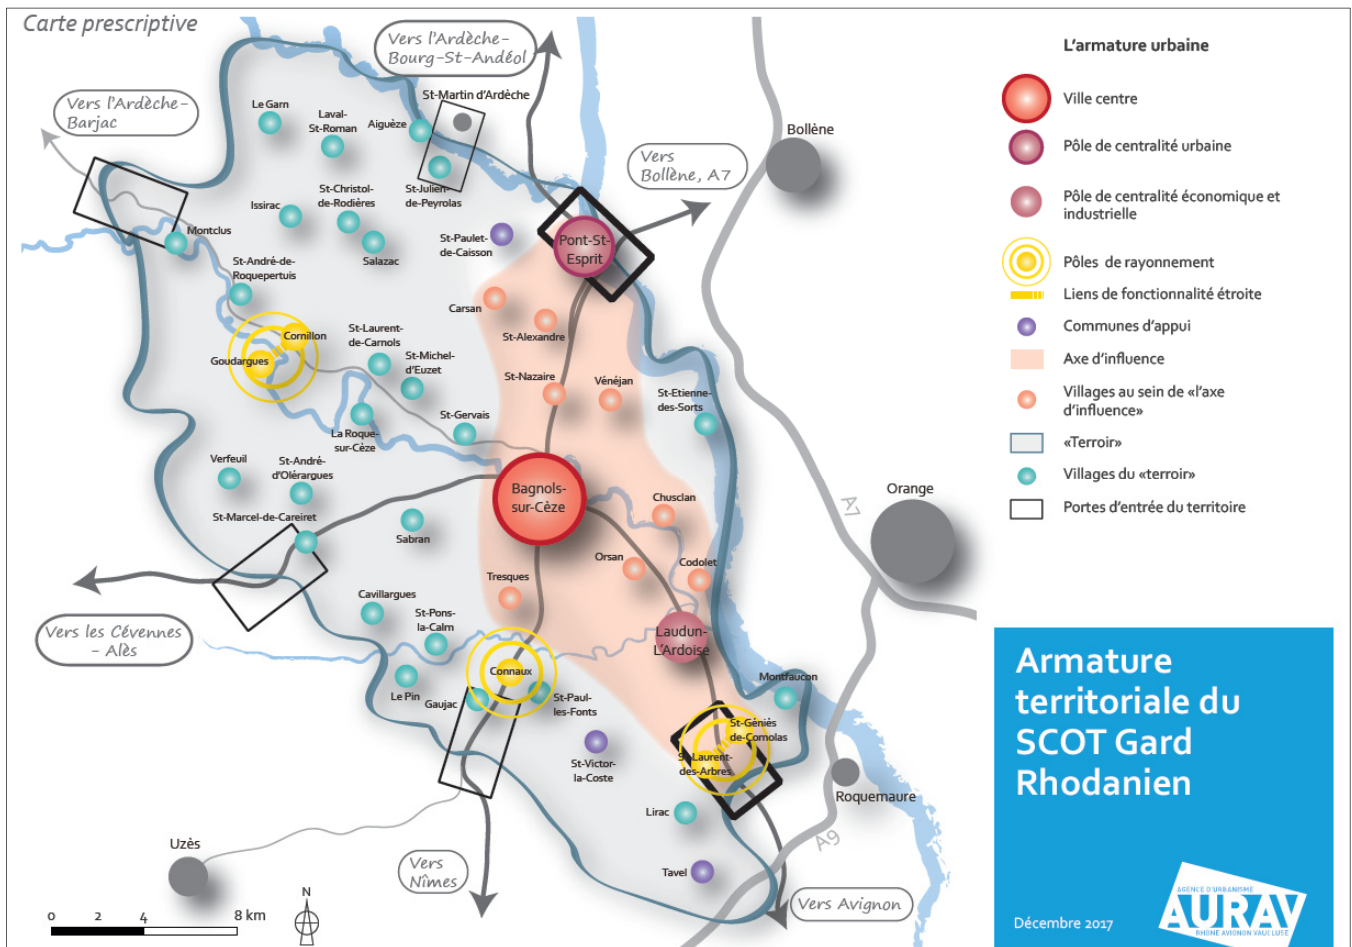 Carte prescriptive
Vers l'Ardèche-
Bourg-St-Andéol
Vers l'Ardèche-
Barjac
St-Martin d'Ardèche
Le Garn
Laval-
St-Roman
Aiguèze
Bollène
Vers
Bollène, A7
St-Christol-
de-Rodières
St-Julien-
de-Peyrolas
Issirac
Montclus
Salazac
St-Paulet-
de-Caisson
Pont-St-
Esprit
St-André-de-
Roquepertuis
Carsan
St-Alexandre
Cornillon
Goudargues
St-Laurent-
de-Carnols
St-Michel-
d'Euzet
St-Nazaire
Vénéjan
St-Etienne-
des-Sorts
St-Gervais
La Roque-
sur-Cèze
Verfeuil
St-André-
d'Olérargues
St-Marcel-de-Careiret
Bagnols-
sur-Cèze
Chusclan
A7
Orange
Sabran
Orsan
Codolet
Tresques
Cavillargues
St-Pons-
la-Calm
Vers les Cévennes
- Alès
Laudun-
L'Ardoise
Connaux
Montfaucon
Le Pin
Gaujac
St-Paul-
les-Fonts
St-Géniès
de-Comolas
St-Laurent-
des-Arbres
St-Victor-
la-Coste
Roquemaure
Lirac
A9
Uzès
Vers
Nîmes
Tavel
Vers Avignon
N
0 2 4 8 km
L'armature urbaine
Ville centre
Pôle de centralité urbaine
Pôle de centralité économique et
industrielle
Pôles de rayonnement
Liens de fonctionnalité étroite
Communes d'appui
Axe d'influence
Villages au sein de «l'axe
d'influence»
«Terroir»
Villages du «terroir»
Portes d'entrée du territoire
Armature
territoriale du
SCOT Gard
Rhodanien
Décembre 2017
AGENCE D'URBANISME
AURAV
RHÔNE AVIGNON VAUCLUSE